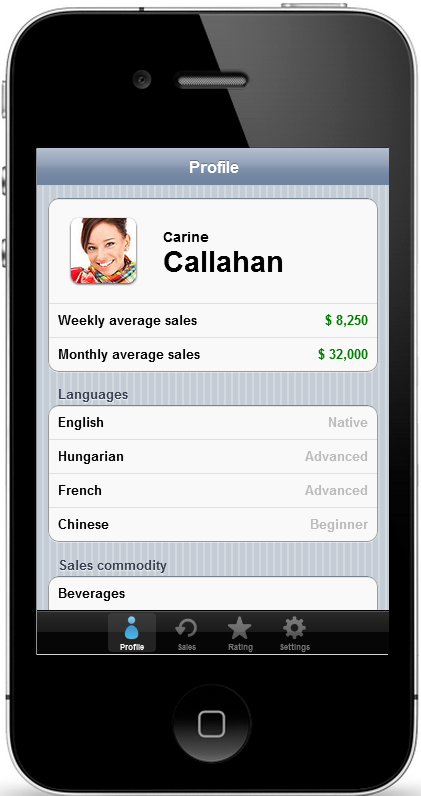 Profile
Carine
Callahan
Weekly average sales $ 8,250
Monthly average sales $ 32,000
Languages
English Native
Hungarian Advanced
French Advanced
Chinese Beginner
Sales commodity
Beverages
Profile Sales Rating Settings